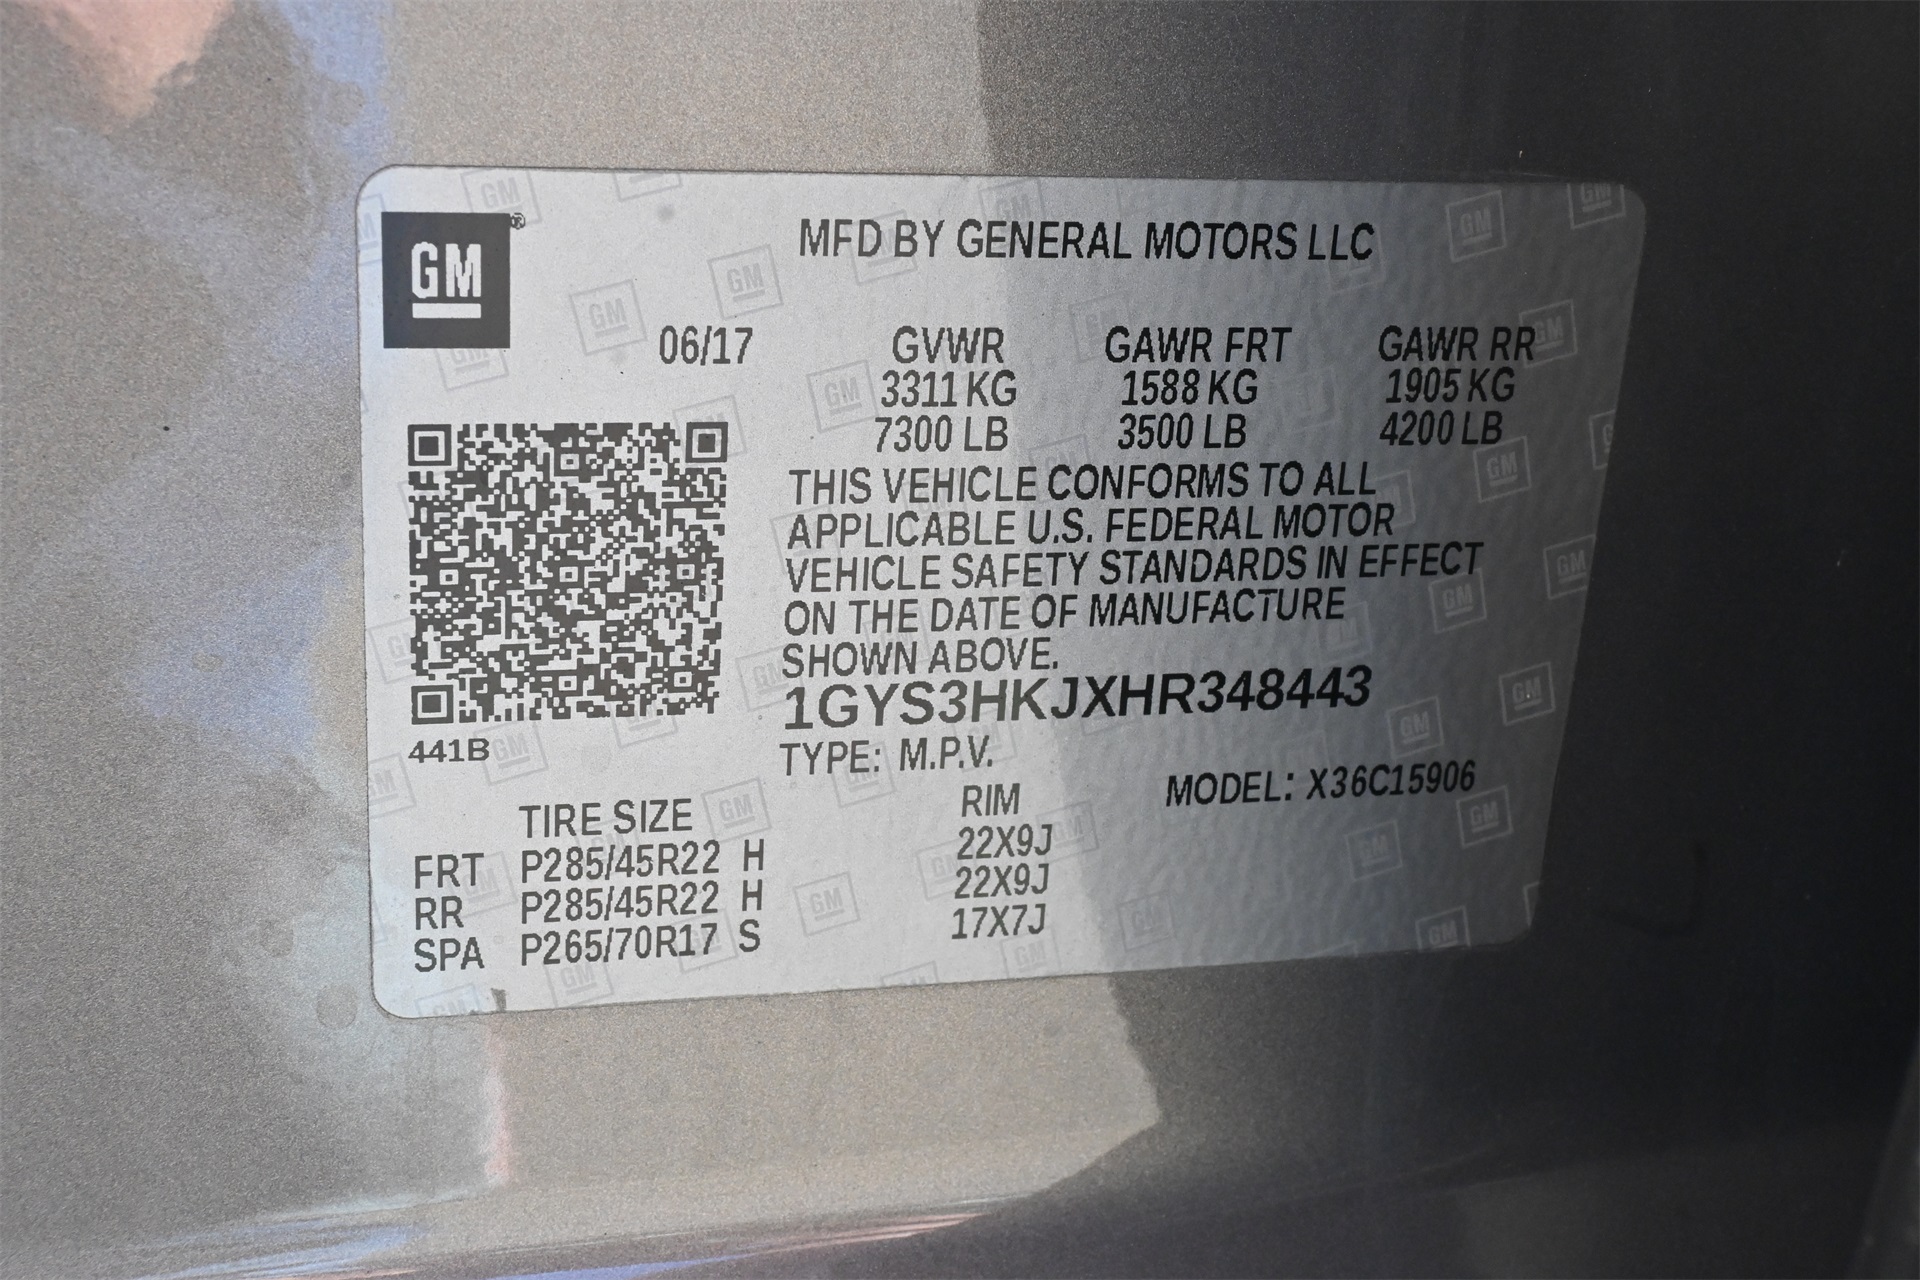 GM ®
MFD BY GENERAL MOTORS LLC
06/17 GVWR GAWR FRT GAWR RR
3311 KG 1588 KG 1905 KG
7300 LB 3500 LB 4200 LB
THIS VEHICLE CONFORMS TO ALL
APPLICABLE U.S. FEDERAL MOTOR
VEHICLE SAFETY STANDARDS IN EFFECT
ON THE DATE OF MANUFACTURE
SHOWN ABOVE.
1GYS3HKJXHR348443
441B
TYPE: M.P.V.
MODEL: X36C15906
TIRE SIZE RIM
FRT P285/45R22 H 22X9J
RR P285/45R22 H 22X9J
SPA P265/70R17 S 17X7J